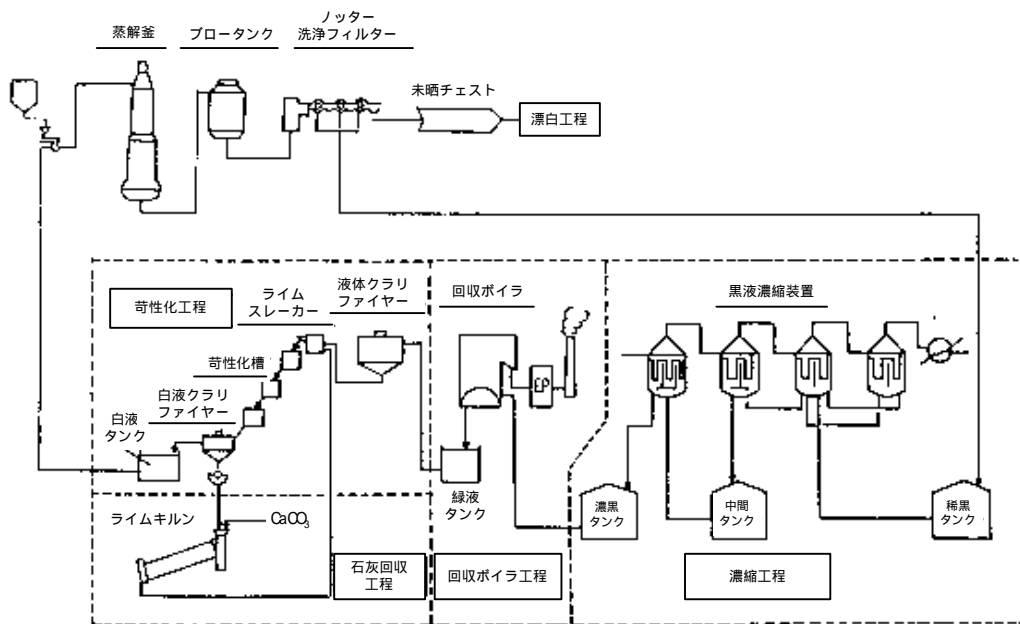 蒸解釜
ブロータンク
ノッター
洗浄フィルター
未晒チェスト
漂白工程
苛性化工程
ライム
スレーカー
液体クラリ
ファイヤー
回収ボイラ
黒液濃縮装置
苛性化槽
白液クラリ
ファイヤー
白液
タンク
EP
緑液
タンク
濃黒
タンク
中間
タンク
稀黒
タンク
ライムキルン
CaCO₃
石灰回収
工程
回収ボイラ工程
濃縮工程